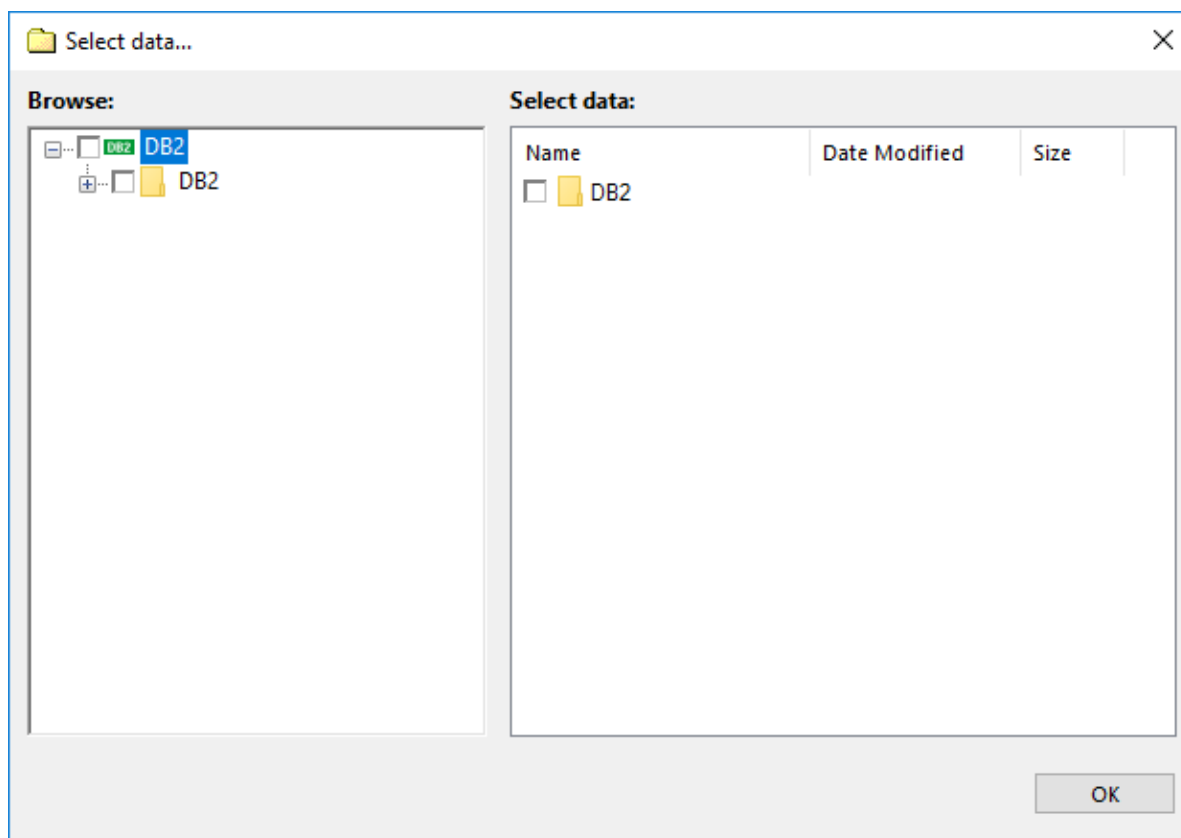 Select data...
Browse: Select data:
DB2 DB2
DB2
Name Date Modified Size
DB2
OK